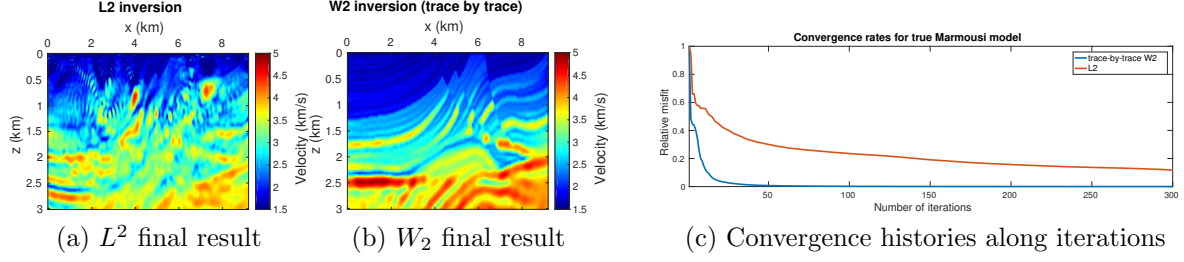 L2 inversion
x (km)
0 2 4 6 8
0
0.5
1
1.5
2
2.5
3
z (km)
5
4.5
4
3.5
3
2.5
2
1.5
Velocity (km/s)
(a) L² final result
W2 inversion (trace by trace)
x (km)
0 2 4 6 8
0
0.5
1
1.5
2
2.5
3
z (km)
5
4.5
4
3.5
3
2.5
2
1.5
Velocity (km/s)
(b) W₂ final result
Convergence rates for true Marmousi model
trace-by-trace W2
L2
1
0.8
0.6
0.4
0.2
0
Relative misfit
50 100 150 200 250 300
Number of iterations
(c) Convergence histories along iterations